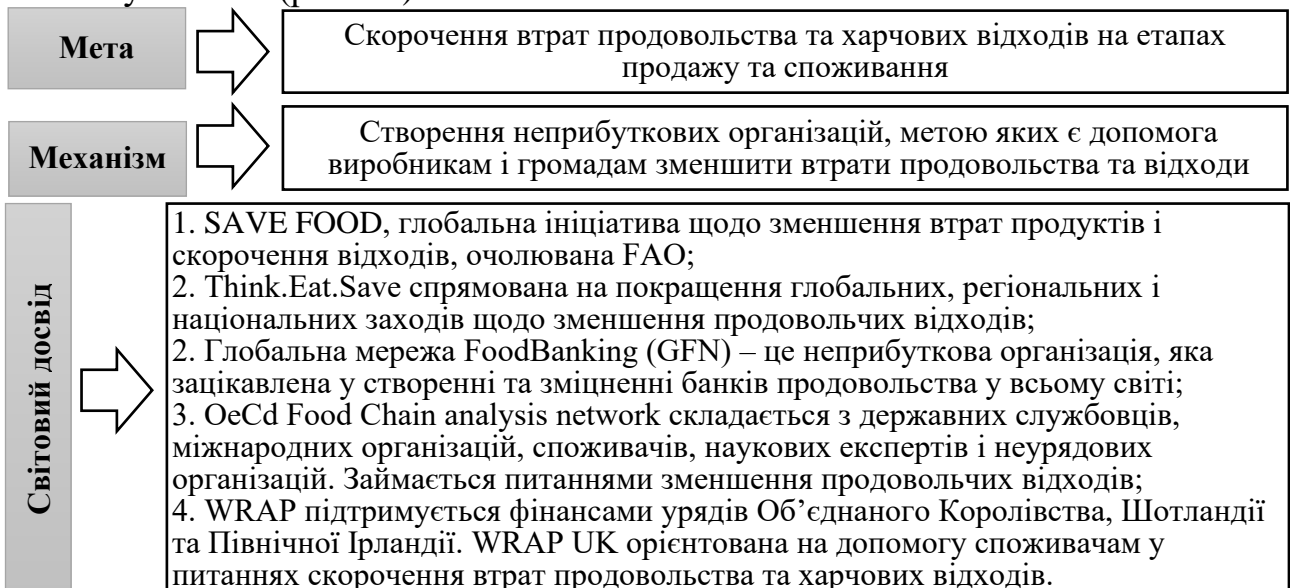 Мета
Скорочення втрат продовольства та харчових відходів на етапах
продажу та споживання
Механізм
Створення неприбуткових організацій, метою яких є допомога
виробникам і громадам зменшити втрати продовольства та відходи
Світовий досвід
1. SAVE FOOD, глобальна ініціатива щодо зменшення втрат продуктів і
скорочення відходів, очолювана FAO;
2. Think.Eat.Save спрямована на покращення глобальних, регіональних і
національних заходів щодо зменшення продовольчих відходів;
2. Глобальна мережа FoodBanking (GFN) – це неприбуткова організація, яка
зацікавлена у створенні та зміцненні банків продовольства у всьому світі;
3. OeCd Food Chain analysis network складається з державних службовців,
міжнародних організацій, споживачів, наукових експертів і неурядових
організацій. Займається питаннями зменшення продовольчих відходів;
4. WRAP підтримується фінансами урядів Об’єднаного Королівства, Шотландії
та Північної Ірландії. WRAP UK орієнтована на допомогу споживачам у
питаннях скорочення втрат продовольства та харчових відходів.